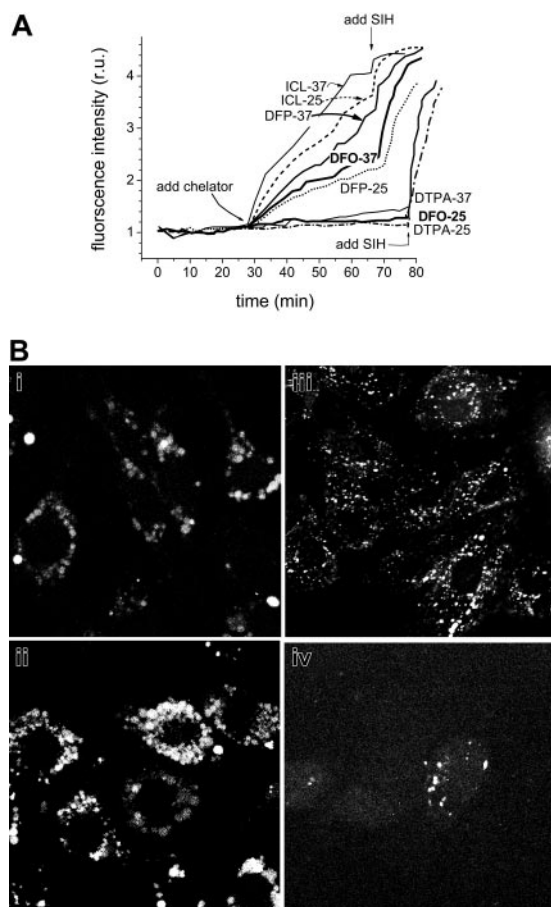 A
add SIH
fluorescence intensity (r.u.)
4
3
2
1
ICL-37
ICL-25
DFP-37
DFO-37
DFP-25
add chelator
DTPA-37
DFO-25
DTPA-25
add SIH
0 10 20 30 40 50 60 70 80
time (min)
B
i
iii
ii
iv